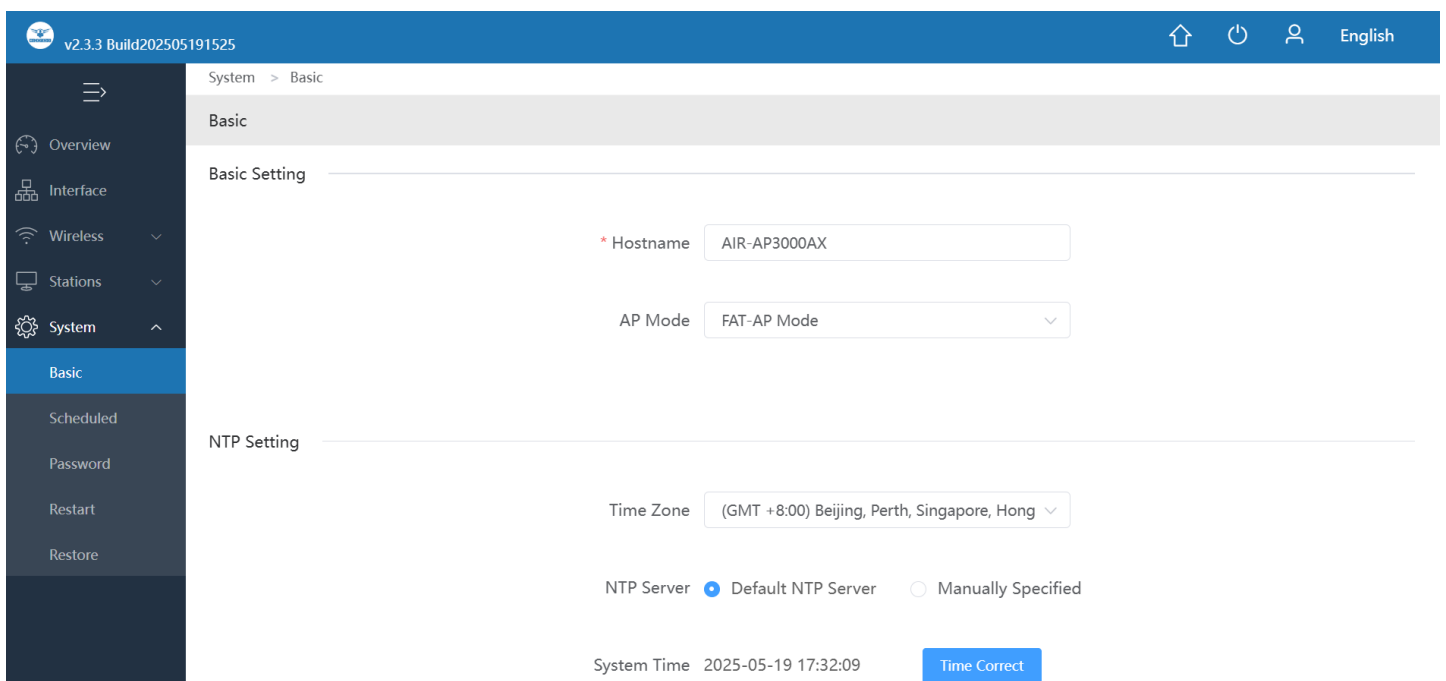 v2.3.3 Build202505191525
English
System > Basic
Basic
Overview
Interface
Wireless
Stations
System
Basic
Scheduled
Password
Restart
Restore
Basic Setting
* Hostname AIR-AP3000AX
AP Mode FAT-AP Mode
NTP Setting
Time Zone (GMT +8:00) Beijing, Perth, Singapore, Hong
NTP Server Default NTP Server Manually Specified
System Time 2025-05-19 17:32:09 Time Correct